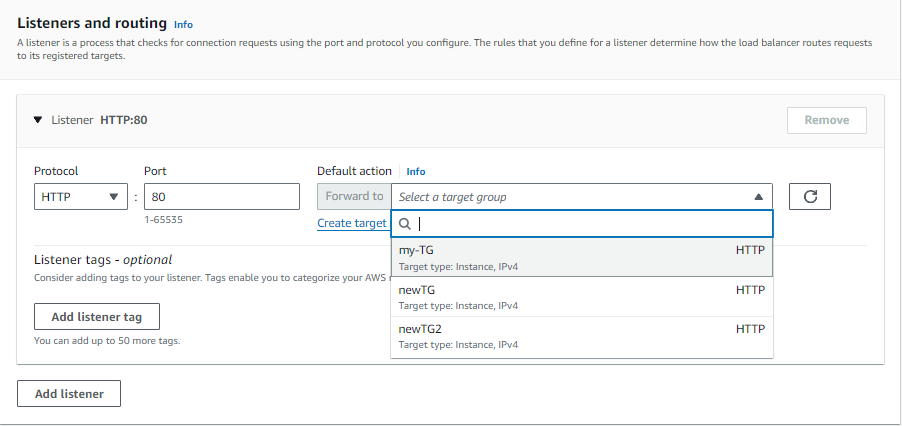 Listeners and routing Info
A listener is a process that checks for connection requests using the port and protocol you configure. The rules that you define for a listener determine how the load balancer routes requests
to its registered targets.
Listener HTTP:80
Remove
Protocol Port Default action Info
HTTP : 80 Forward to Select a target group
1-65535
Create target
my-TG HTTP
Target type: Instance, IPv4
newTG HTTP
Target type: Instance, IPv4
newTG2 HTTP
Target type: Instance, IPv4
Listener tags - optional
Consider adding tags to your listener. Tags enable you to categorize your AWS
Add listener tag
You can add up to 50 more tags.
Add listener